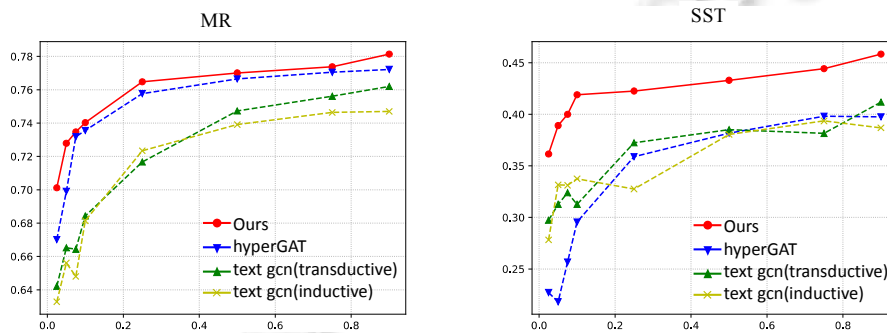 MR
0.78
0.76
0.74
0.72
0.70
0.68
0.66
0.64
0.0 0.2 0.4 0.6 0.8
Ours
hyperGAT
text gcn(transductive)
text gcn(inductive)
SST
0.45
0.40
0.35
0.30
0.25
0.0 0.2 0.4 0.6 0.8
Ours
hyperGAT
text gcn(transductive)
text gcn(inductive)